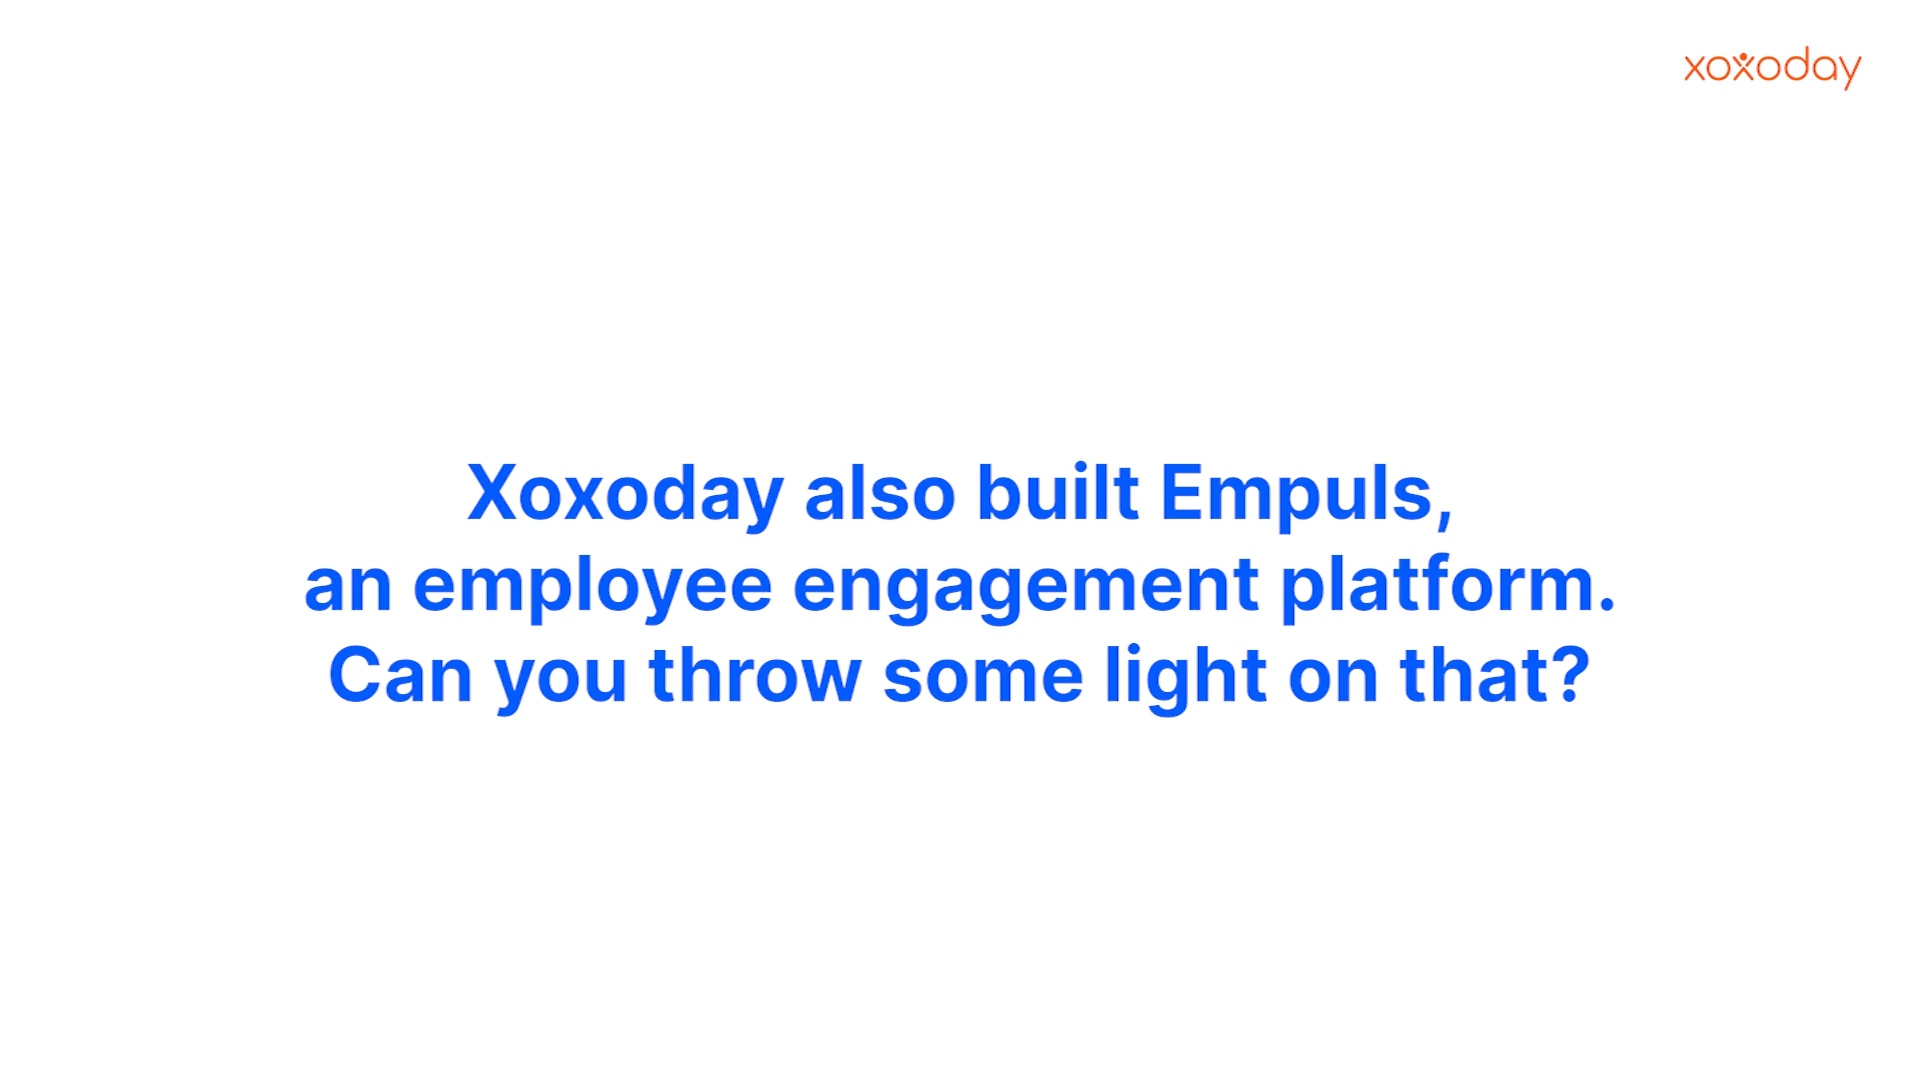 xoxoday
Xoxoday also built Empuls,
an employee engagement platform.
Can you throw some light on that?